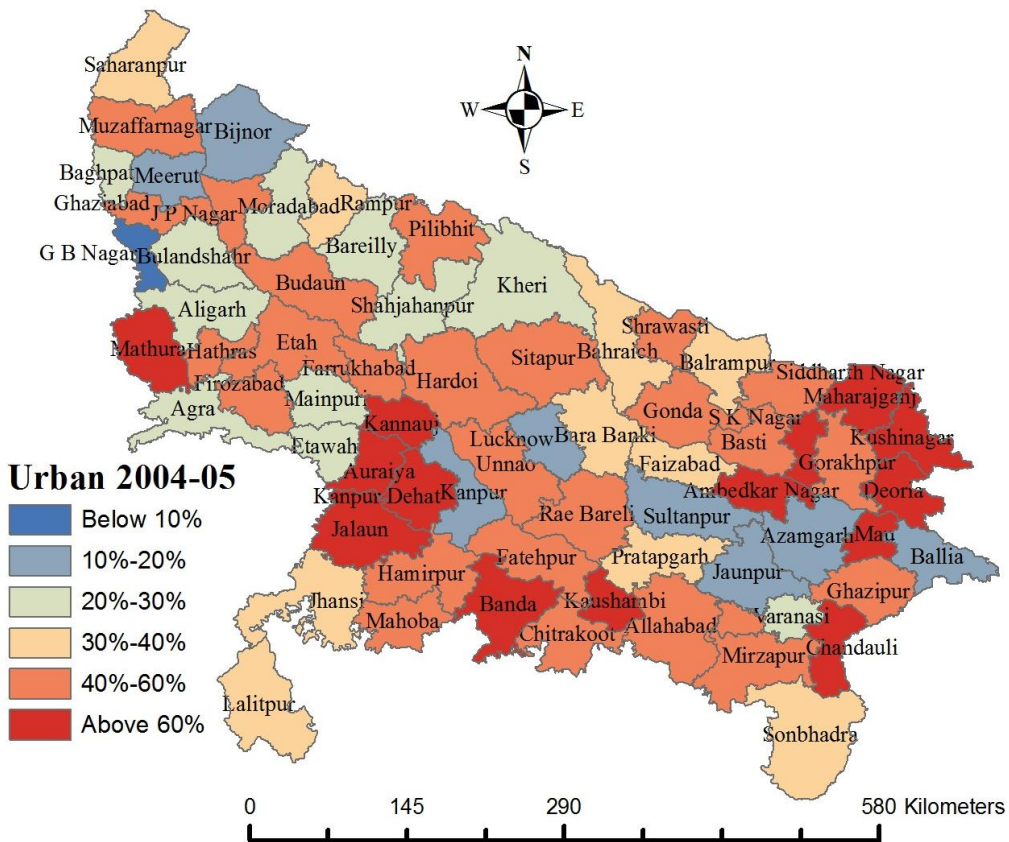 N
Saharanpur
W
E
Muzaffarnagar
Bijnor
S
Baghpat
Meerut
Ghaziabad
J P Nagar
Moradabad
Rampur
Pilibhit
G B Nagar
Bulandshahr
Bareilly
Budaun
Kheri
Aligarh
Shahjahanpur
Shrawasti
Mathura
Hathras
Etah
Sitapur
Bahraich
Balrampur
Farrukhabad
Siddharth Nagar
Firozabad
Hardoi
Maharajganj
Agra
Mainpuri
Gonda
S K Nagar
Kannauj
Lucknow
Bara Banki
Basti
Kushinagar
Etawah
Unnao
Faizabad
Gorakhpur
Urban 2004-05
Auraiya
Kanpur Dehat
Kanpur
Ambedkar Nagar
Deoria
Below 10%
Rae Bareli
Sultanpur
Jalaun
Azamgarh
Mau
10%-20%
Fatehpur
Pratapgarh
Ballia
20%-30%
Hamirpur
Jaunpur
Jhansi
Banda
Kaushambi
Ghazipur
30%-40%
Mahoba
Chitrakoot
Allahabad
Varanasi
Chandauli
Mirzapur
40%-60%
Lalitpur
Above 60%
Sonbhadra
0
145
290
580 Kilometers